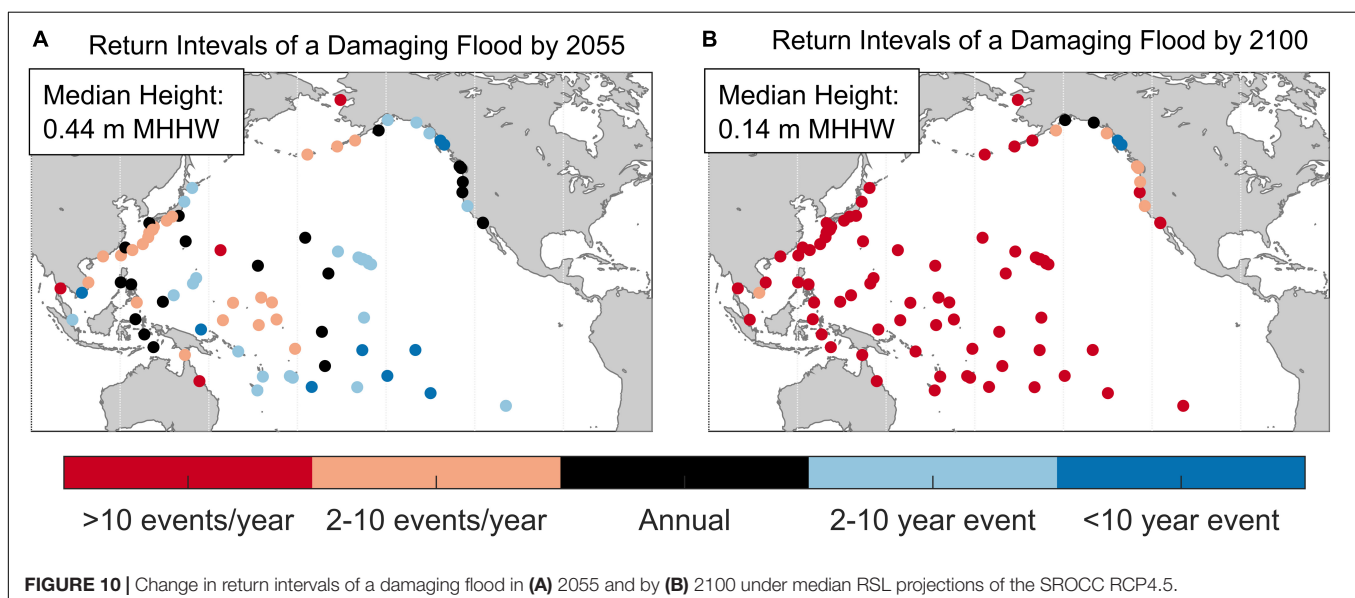 A Return Intevals of a Damaging Flood by 2055
Median Height:
0.44 m MHHW
B Return Intevals of a Damaging Flood by 2100
Median Height:
0.14 m MHHW
>10 events/year 2-10 events/year Annual 2-10 year event <10 year event
FIGURE 10 | Change in return intervals of a damaging flood in (A) 2055 and by (B) 2100 under median RSL projections of the SROCC RCP4.5.